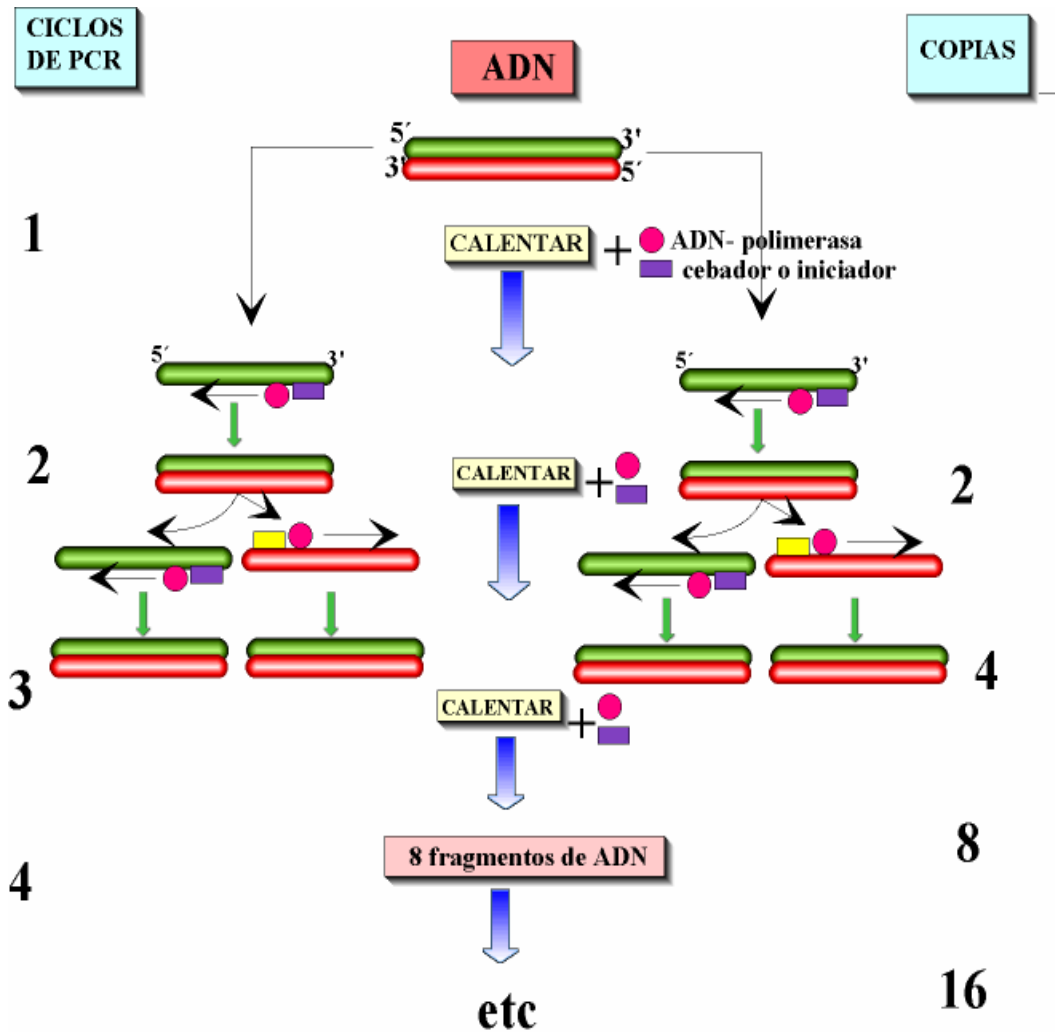 CICLOS
DE PCR
ADN
COPIAS
5´
3'
3'
5´
1
CALENTAR
+
ADN- polimerasa
cebador o iniciador
5´
3'
5´
3'
2
CALENTAR
+
2
3
CALENTAR
+
4
4
8 fragmentos de ADN
8
etc
16